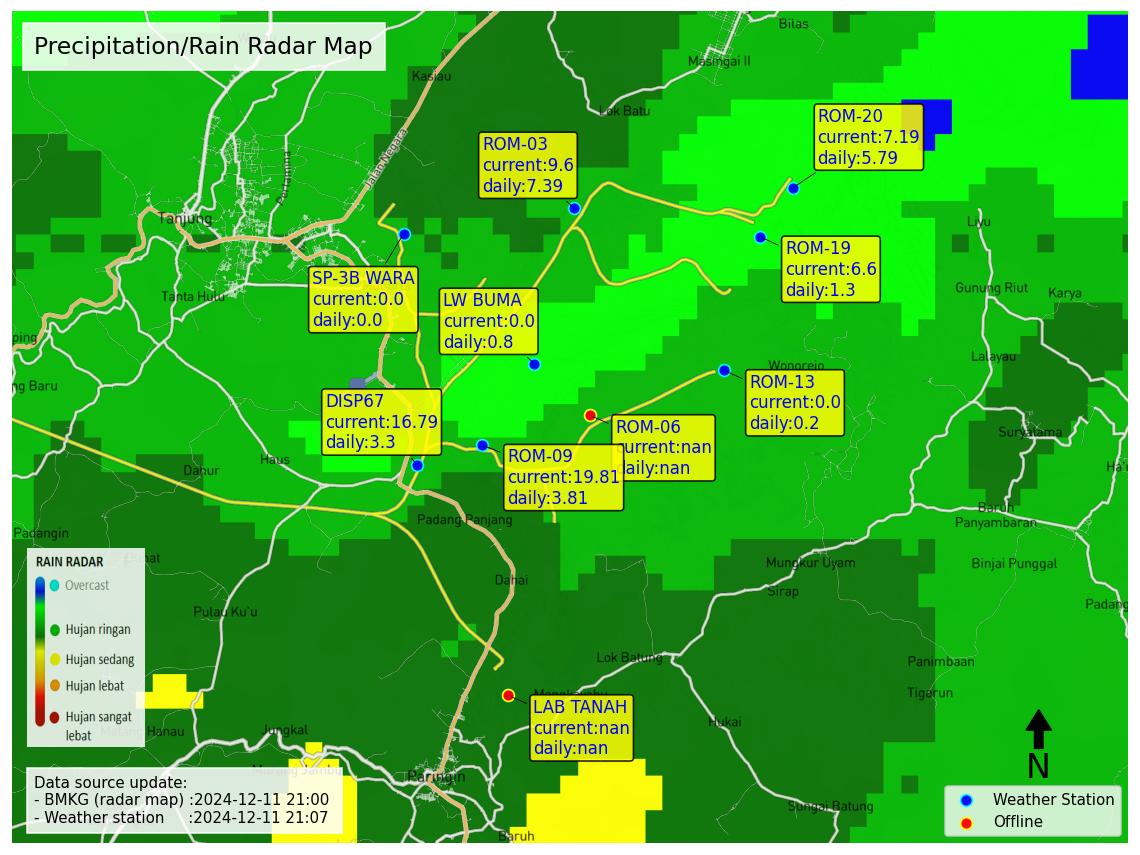 Precipitation/Rain Radar Map
Bilas
Masingai II
Kasiau
Lok Batu
Jalan Negara
Pertamina
Tanjung
Tanta Hulu
ROM-03
current:9.6
daily:7.39
ROM-20
current:7.19
daily:5.79
ROM-19
current:6.6
daily:1.3
SP-3B WARA
current:0.0
daily:0.0
LW BUMA
current:0.0
daily:0.8
Liyu
Gunung Riut
Karya
Lalayau
ping
ng Baru
Wonorejo
ROM-13
current:0.0
daily:0.2
DISP67
current:16.79
daily:3.3
ROM-06
current:nan
daily:nan
ROM-09
current:19.81
daily:3.81
Suryatama
Haus
Dahur
Baruh
Panyambaran
Padang Panjang
Padangin
Mungkur Uyam
Binjai Punggal
Sirap
Dahai
Padang
Pulau Ku'u
RAIN RADAR
Overcast
Hujan ringan
Hujan sedang
Hujan lebat
Hujan sangat
lebat
Lok Batung
Panimbaan
Tigarun
LAB TANAH
current:nan
daily:nan
Hukai
Hanau
Jungkal
Paringin
Sungai Batung
Baruh
N
Data source update:
- BMKG (radar map) :2024-12-11 21:00
- Weather station :2024-12-11 21:07
Weather Station
Offline